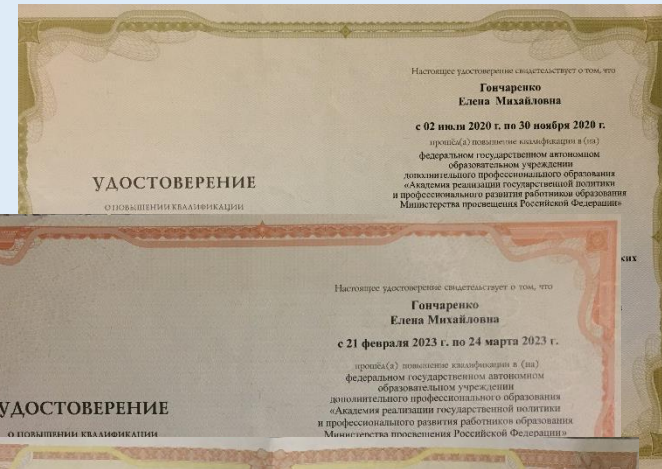 Настоящее удостоверение свидетельствует о том, что
Гончаренко
Елена Михайловна
с 02 июля 2020 г. по 30 ноября 2020 г.
прошёл(а) повышение квалификации в (на)
федеральном государственном автономном
образовательном учреждении
дополнительного профессионального образования
«Академия реализации государственной политики
и профессионального развития работников образования
Министерства просвещения Российской Федерации»
УДОСТОВЕРЕНИЕ
О ПОВЫШЕНИИ КВАЛИФИКАЦИИ
ких
Настоящее удостоверение свидетельствует о том, что
Гончаренко
Елена Михайловна
с 21 февраля 2023 г. по 24 марта 2023 г.
прошёл(а) повышение квалификации в (на)
федеральном государственном автономном
образовательном учреждении
дополнительного профессионального образования
«Академия реализации государственной политики
и профессионального развития работников образования
Министерства просвещения Российской Федерации»
УДОСТОВЕРЕНИЕ
О ПОВЫШЕНИИ КВАЛИФИКАЦИИ